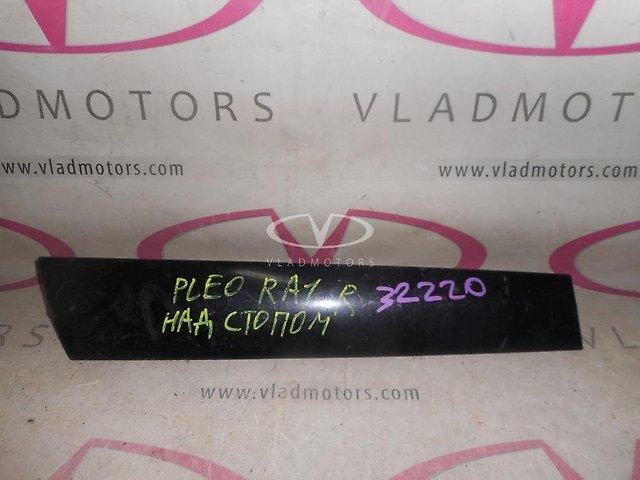 VLADMOTORS VLADMOTORS
www.vladmotors.com www.vladmotors.com
VLADMOTORS
PLEO RA1 R 32220
НАД СТОПОМ
www.vladmotors.com